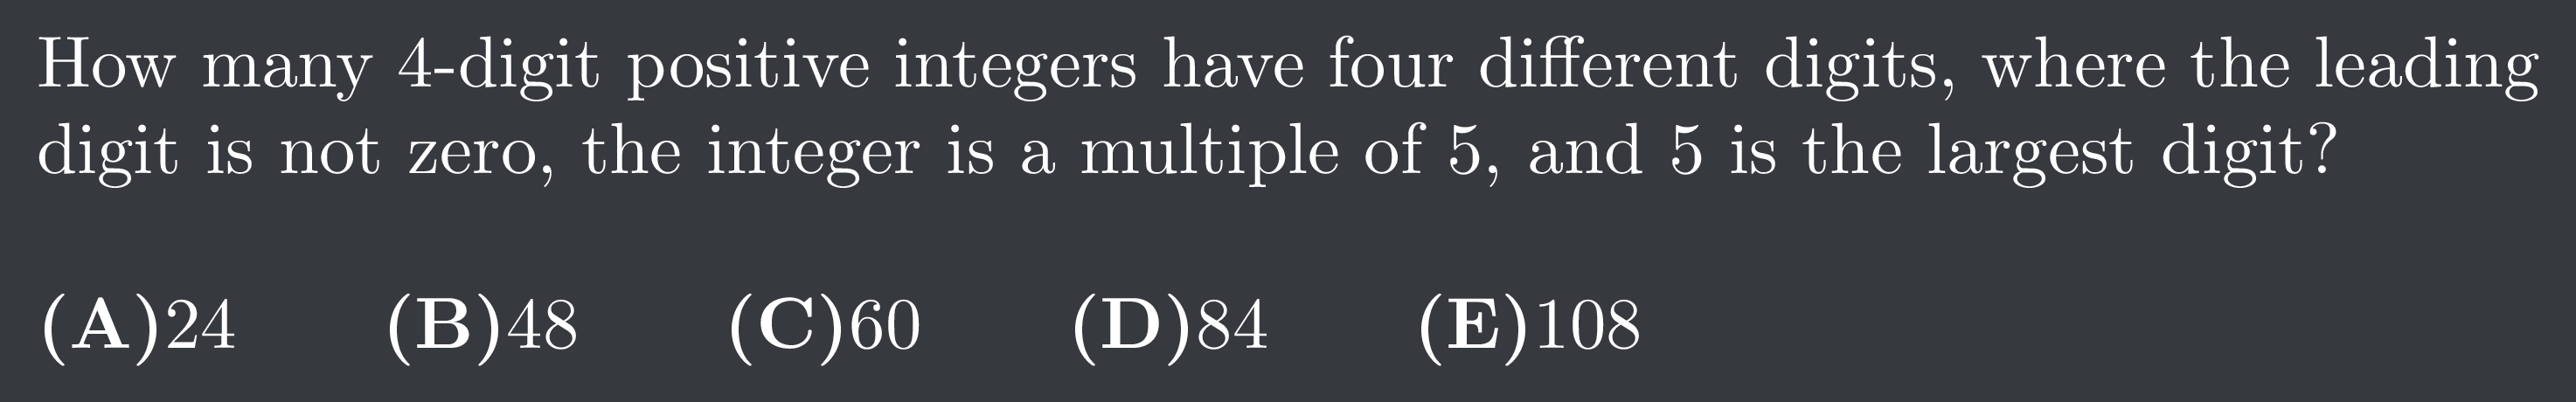 How many 4-digit positive integers have four different digits, where the leading
digit is not zero, the integer is a multiple of 5, and 5 is the largest digit?
(A)24 (B)48 (C)60 (D)84 (E)108